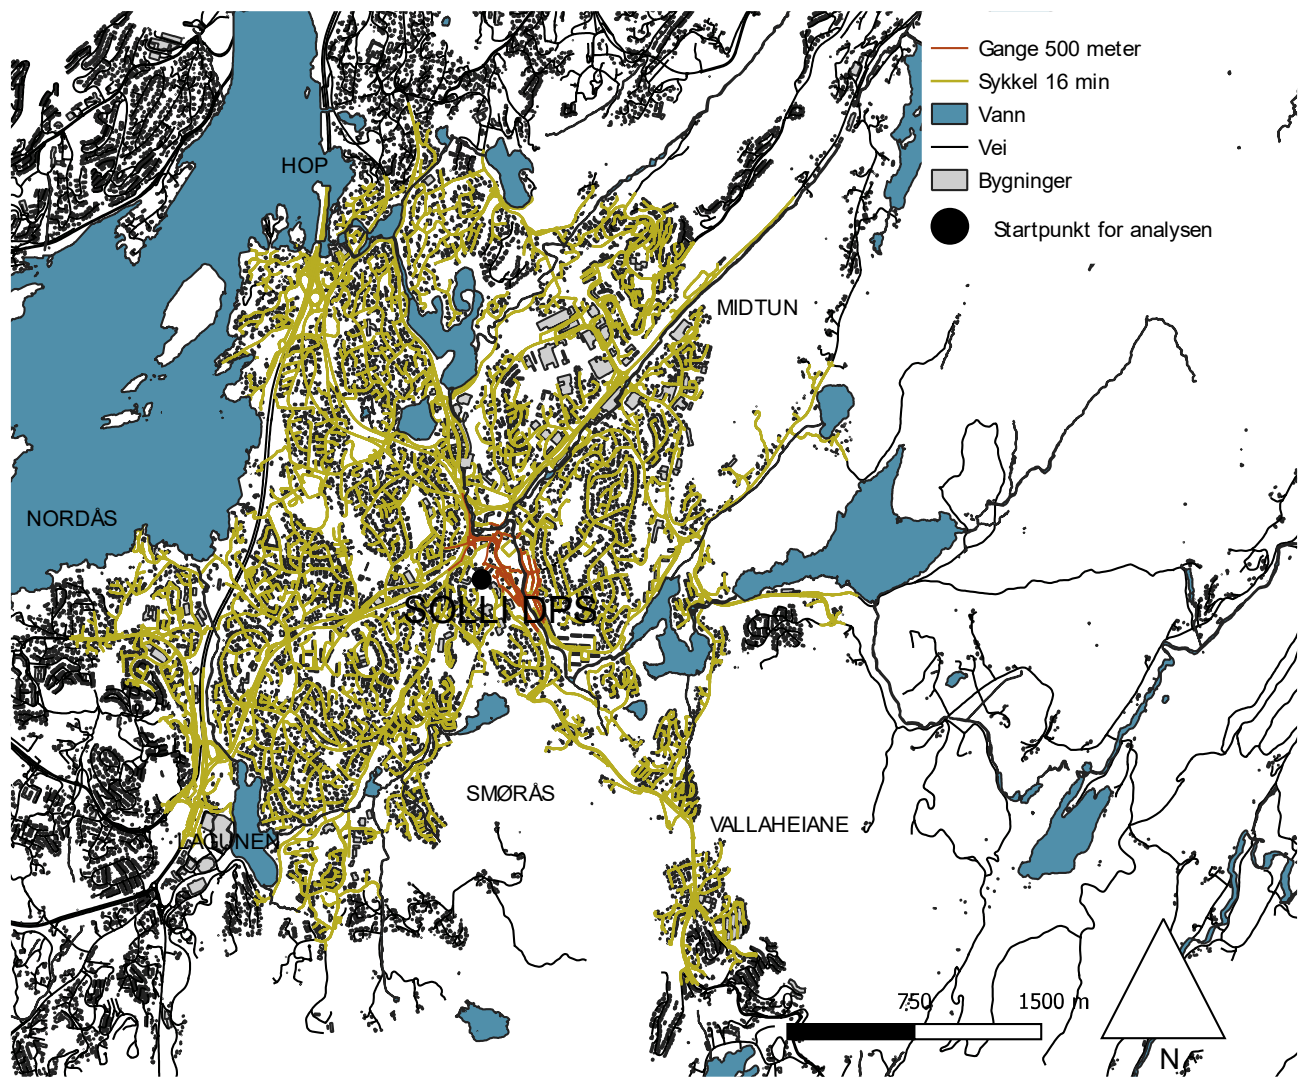 Gange 500 meter
Sykkel 16 min
Vann
Vei
Bygninger
Startpunkt for analysen
HOP
MIDTUN
NORDÅS
SOLLI DPS
SMØRÅS
VALLAHEIANE
LAGUNEN
750 1500 m
N